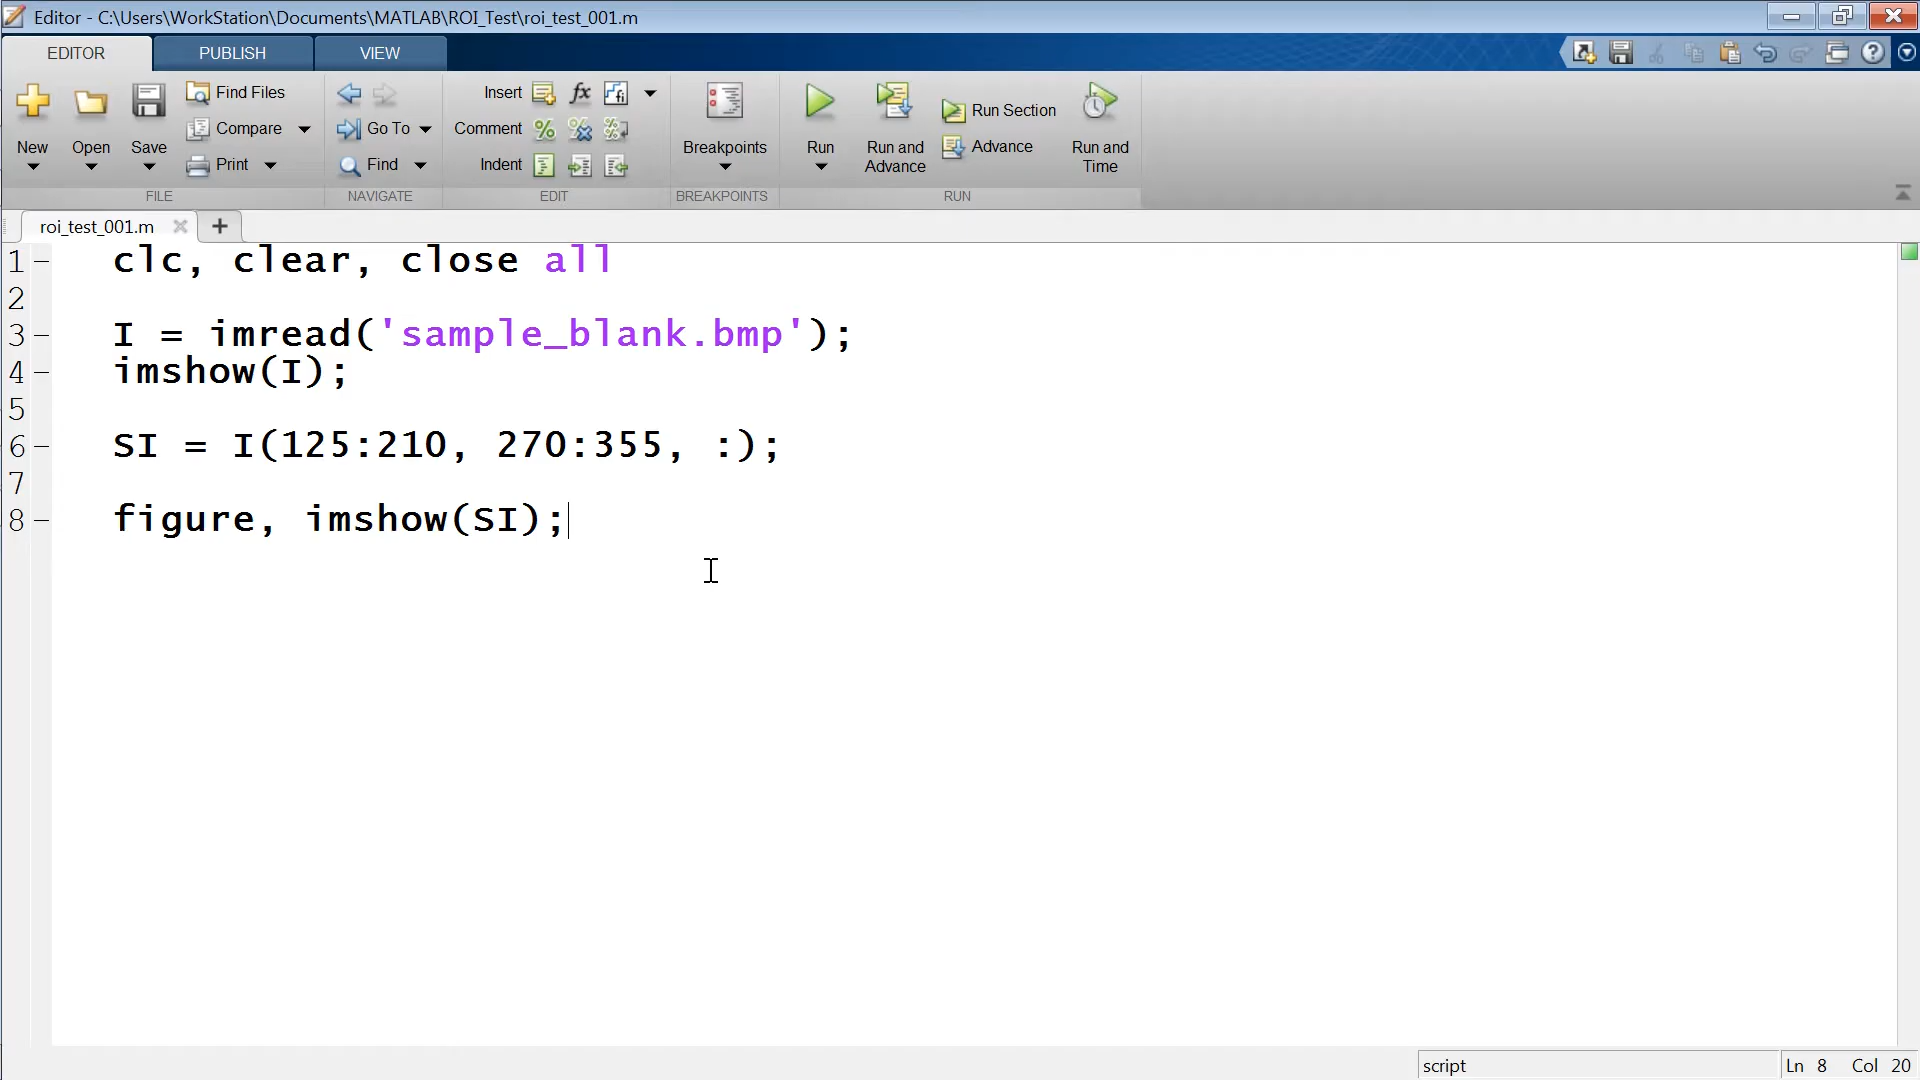 Editor - C:\Users\WorkStation\Documents\MATLAB\ROI_Test\roi_test_001.m
EDITOR PUBLISH VIEW
New Open Save
Find Files
Compare
Print
Go To
Find
Insert
Comment
Indent
Breakpoints
Run
Run and Advance
Run Section
Advance
Run and Time
FILE NAVIGATE EDIT BREAKPOINTS RUN
roi_test_001.m
1 clc, clear, close all
2
3 I = imread('sample_blank.bmp');
4 imshow(I);
5
6 SI = I(125:210, 270:355, :);
7
8 figure, imshow(SI);
script Ln 8 Col 20